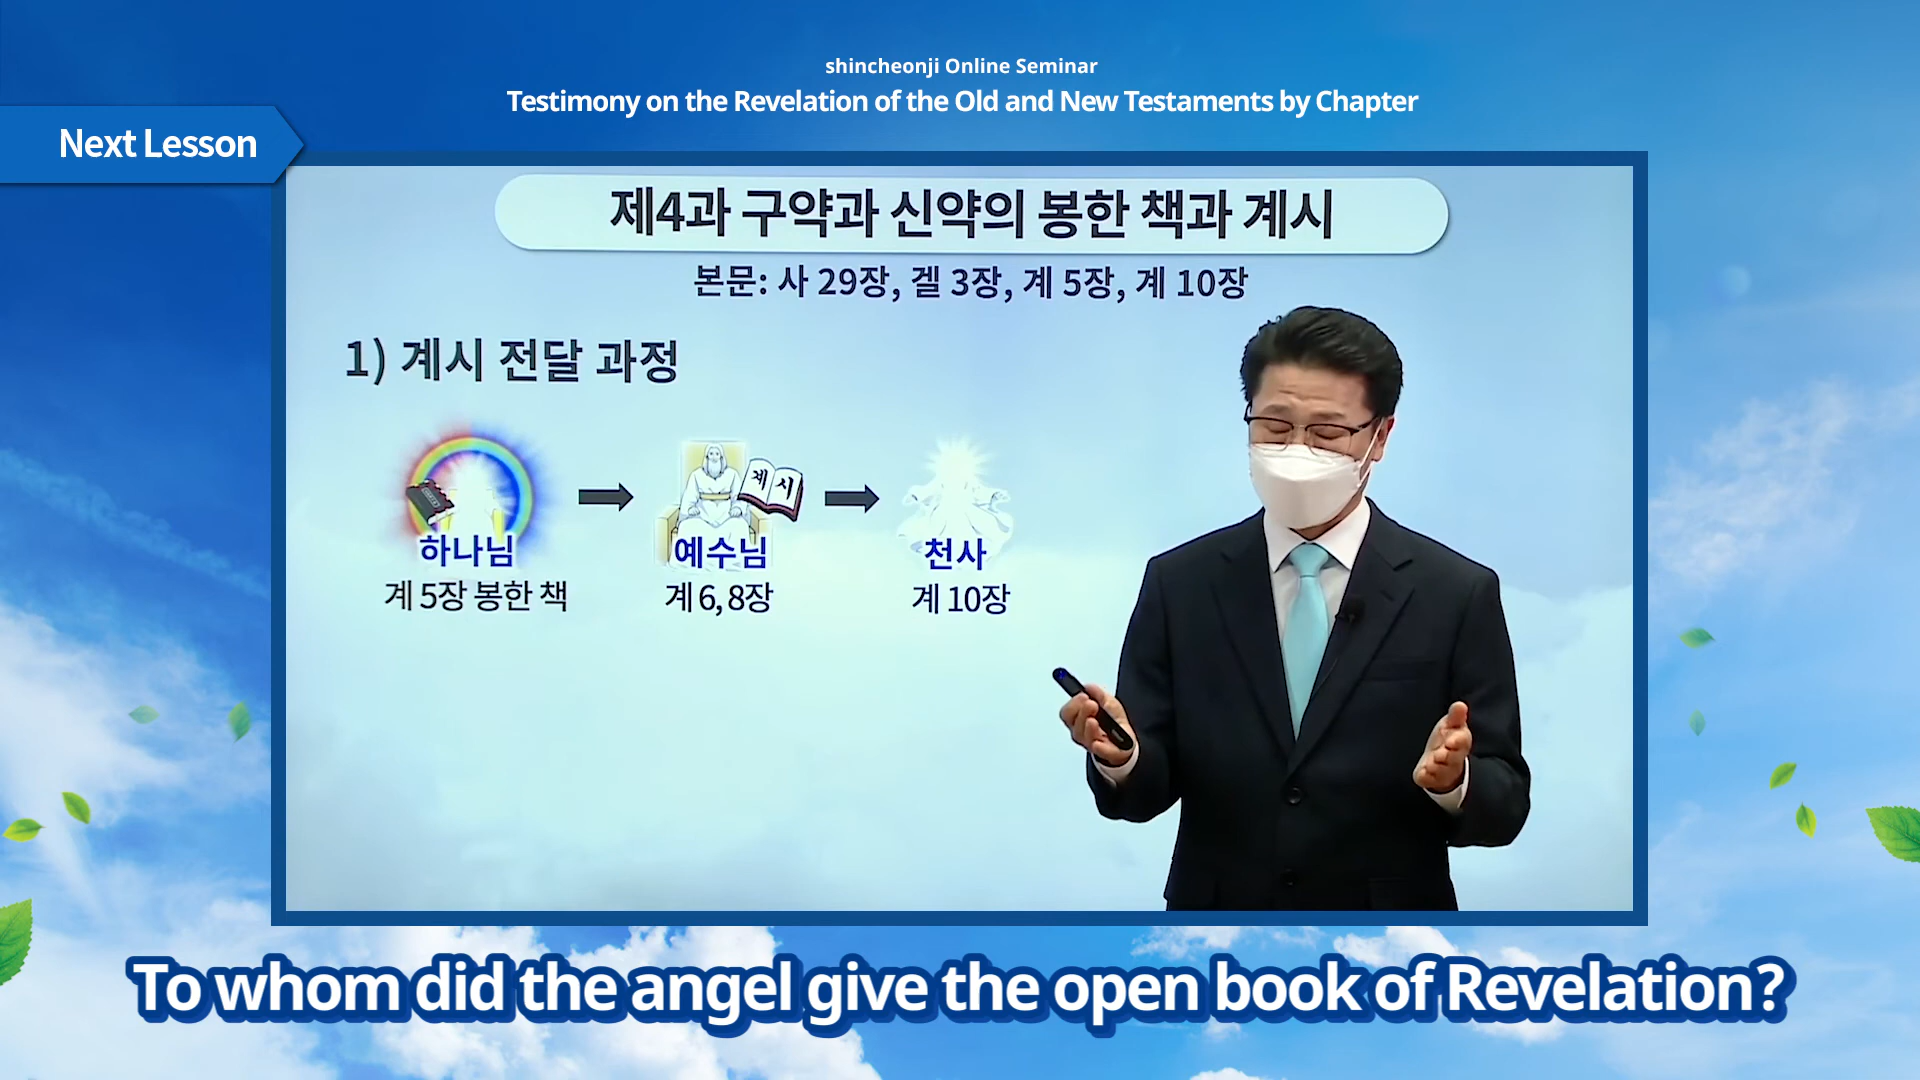 shincheonji Online Seminar
Testimony on the Revelation of the Old and New Testaments by Chapter
Next Lesson
제4과 구약과 신약의 봉한 책과 계시
본문: 사 29장, 겔 3장, 계 5장, 계 10장
1) 계시 전달 과정
계시
하나님
예수님
천사
계 5장 봉한 책
계 6, 8장
계 10장
To whom did the angel give the open book of Revelation?